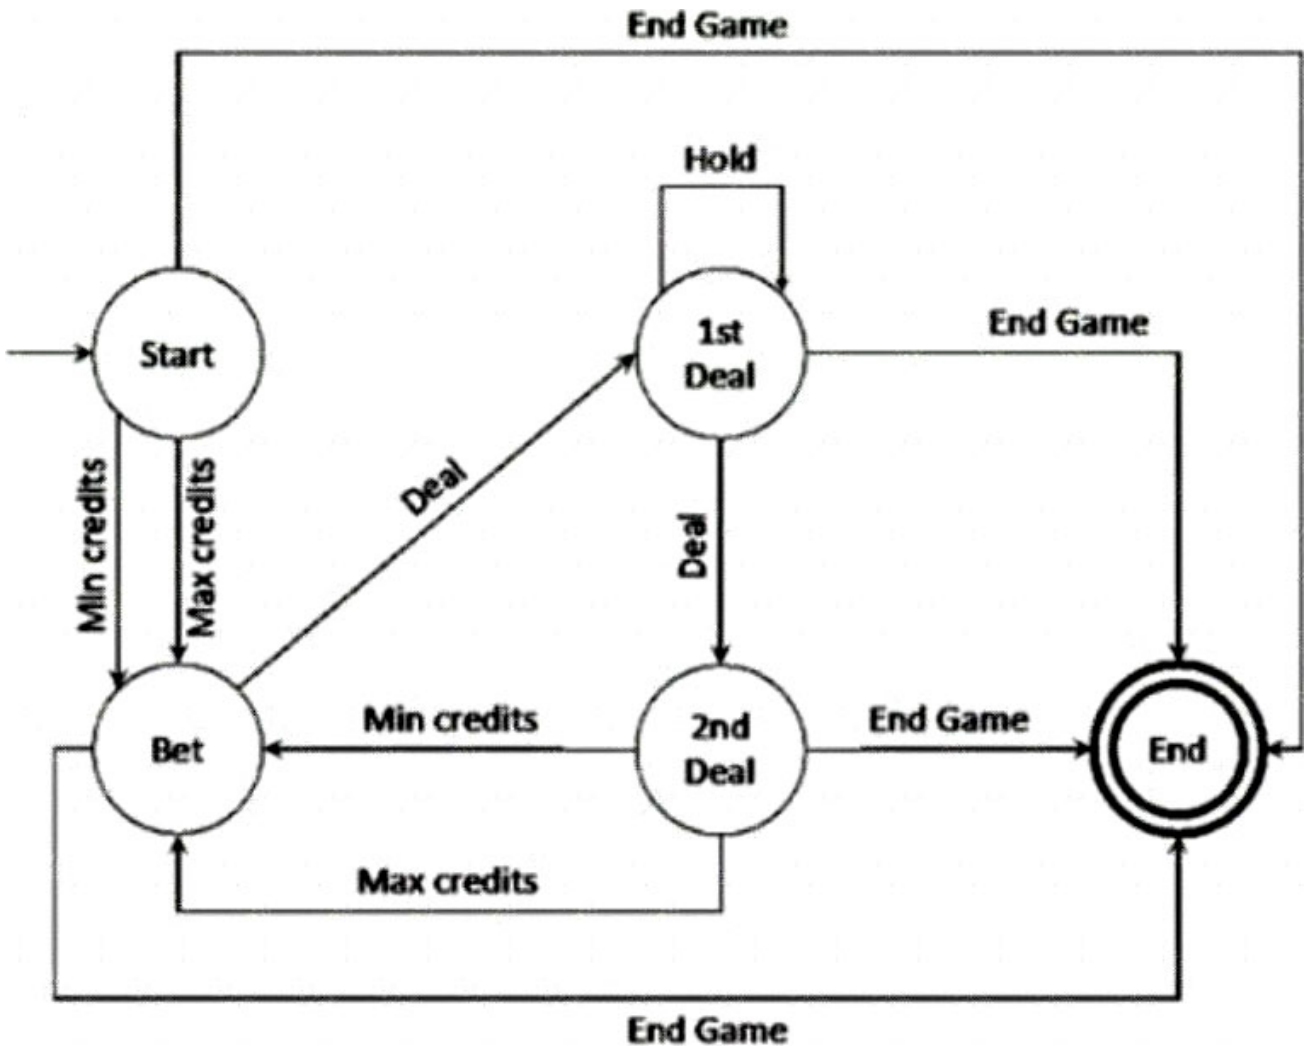 End Game
Hold
Start
1st
Deal
End Game
Min credits
Max credits
Deal
Deal
Bet
Min credits
2nd
Deal
End Game
End
Max credits
End Game